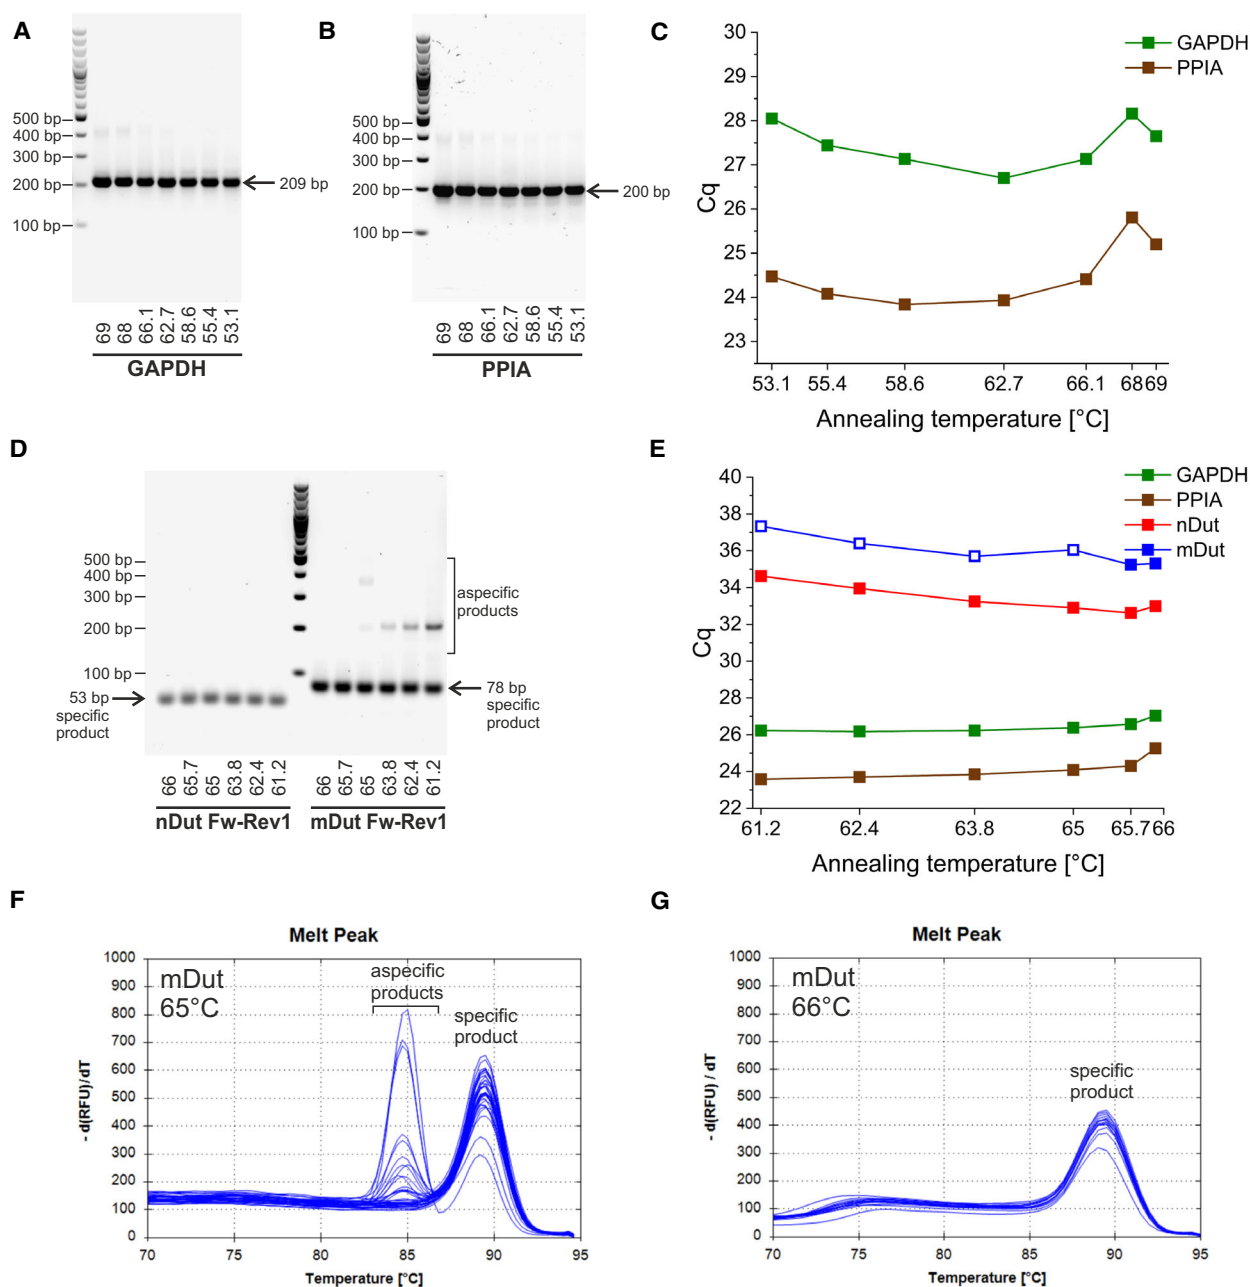 A
500 bp
400 bp
300 bp
200 bp
100 bp
209 bp
69 68 66.1 62.7 58.6 55.4 53.1
GAPDH
B
500 bp
400 bp
300 bp
200 bp
100 bp
200 bp
69 68 66.1 62.7 58.6 55.4 53.1
PPIA
C
GAPDH
PPIA
30
29
28
27
26
25
24
23
Cq
53.1 55.4 58.6 62.7 66.1 68 69
Annealing temperature [°C]
D
500 bp
400 bp
300 bp
200 bp
100 bp
53 bp
specific
product
aspecific
products
78 bp
specific
product
66 65.7 65 63.8 62.4 61.2
nDut Fw-Rev1
66 65.7 65 63.8 62.4 61.2
mDut Fw-Rev1
E
GAPDH
PPIA
nDut
mDut
40
38
36
34
32
30
28
26
24
22
Cq
61.2 62.4 63.8 65 65.7 66
Annealing temperature [°C]
F
Melt Peak
mDut
65°C
aspecific
products
specific
product
1000
900
800
700
600
500
400
300
200
100
0
- d(RFU)/dT
70 75 80 85 90 95
Temperature [°C]
G
Melt Peak
mDut
66°C
specific
product
1000
900
800
700
600
500
400
300
200
100
0
- d(RFU) / dT
70 75 80 85 90 95
Temperature [°C]